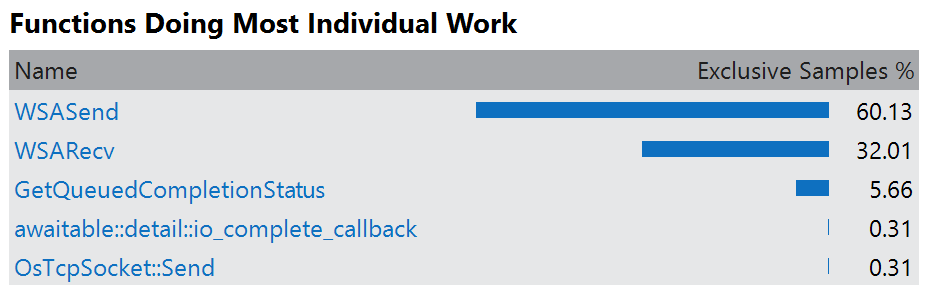 Functions Doing Most Individual Work
Name Exclusive Samples %
WSASend 60.13
WSARecv 32.01
GetQueuedCompletionStatus 5.66
awaitable::detail::io_complete_callback 0.31
OsTcpSocket::Send 0.31